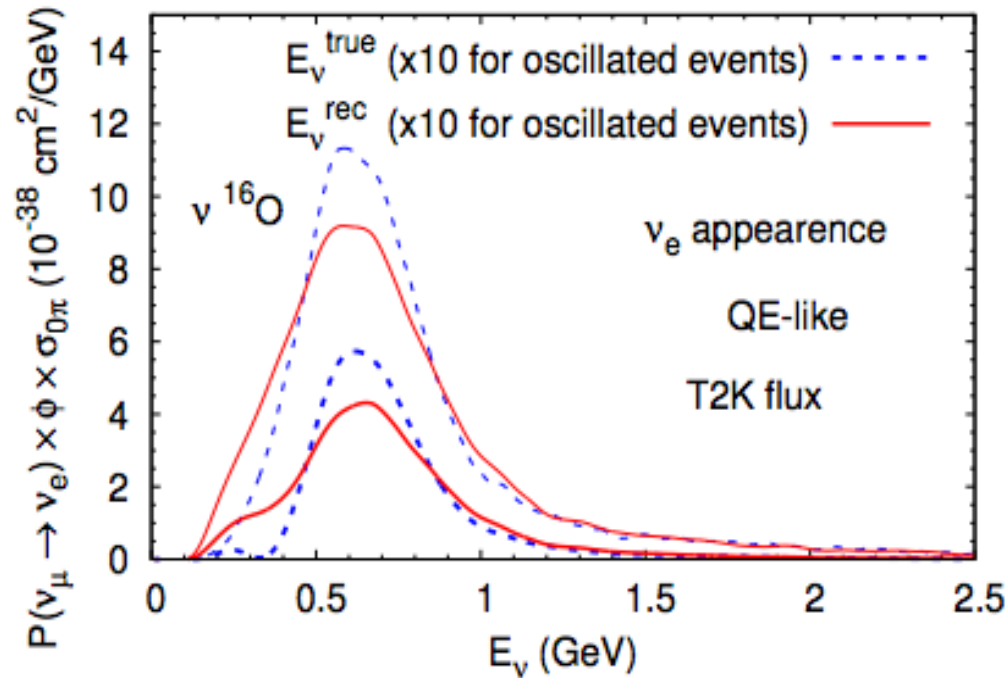 P(ν_μ → ν_e) × ϕ × σ_0π (10^-38 cm^2/GeV)
14
12
10
8
6
4
2
0
E_ν^true (x10 for oscillated events)
E_ν^rec (x10 for oscillated events)
ν ^16O
ν_e appearence
QE-like
T2K flux
0 0.5 1 1.5 2 2.5
E_ν (GeV)